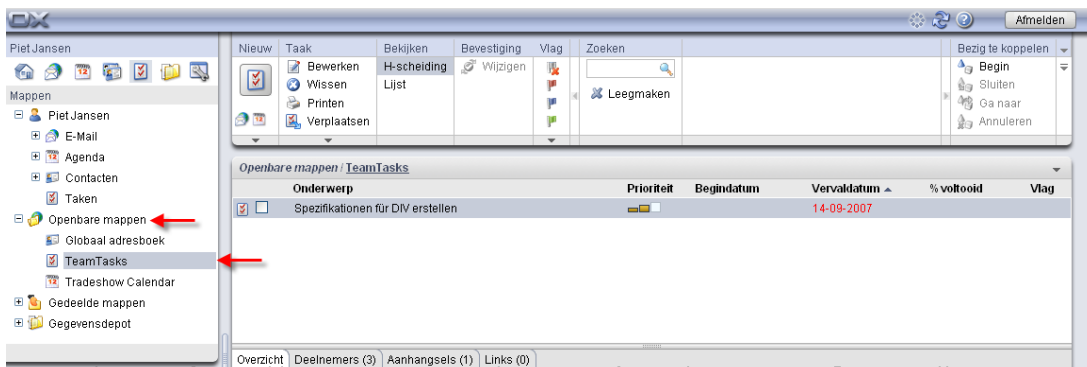 OX
Afmelden
Piet Jansen
Mappen
Piet Jansen
E-Mail
Agenda
Contacten
Taken
Openbare mappen
Globaal adresboek
TeamTasks
Tradeshow Calendar
Gedeelde mappen
Gegevensdepot
Nieuw Taak Bekijken Bevestiging Vlag Zoeken Bezig te koppelen
Bewerken H-scheiding Wijzigen Begin
Wissen Lijst Sluiten
Printen Leegmaken Ga naar
Verplaatsen Annuleren
Openbare mappen / TeamTasks
Onderwerp Prioriteit Begindatum Vervaldatum % voltooid Vlag
Spezifikationen für DIV erstellen 14-09-2007
Overzicht Deelnemers (3) Aanhangsels (1) Links (0)